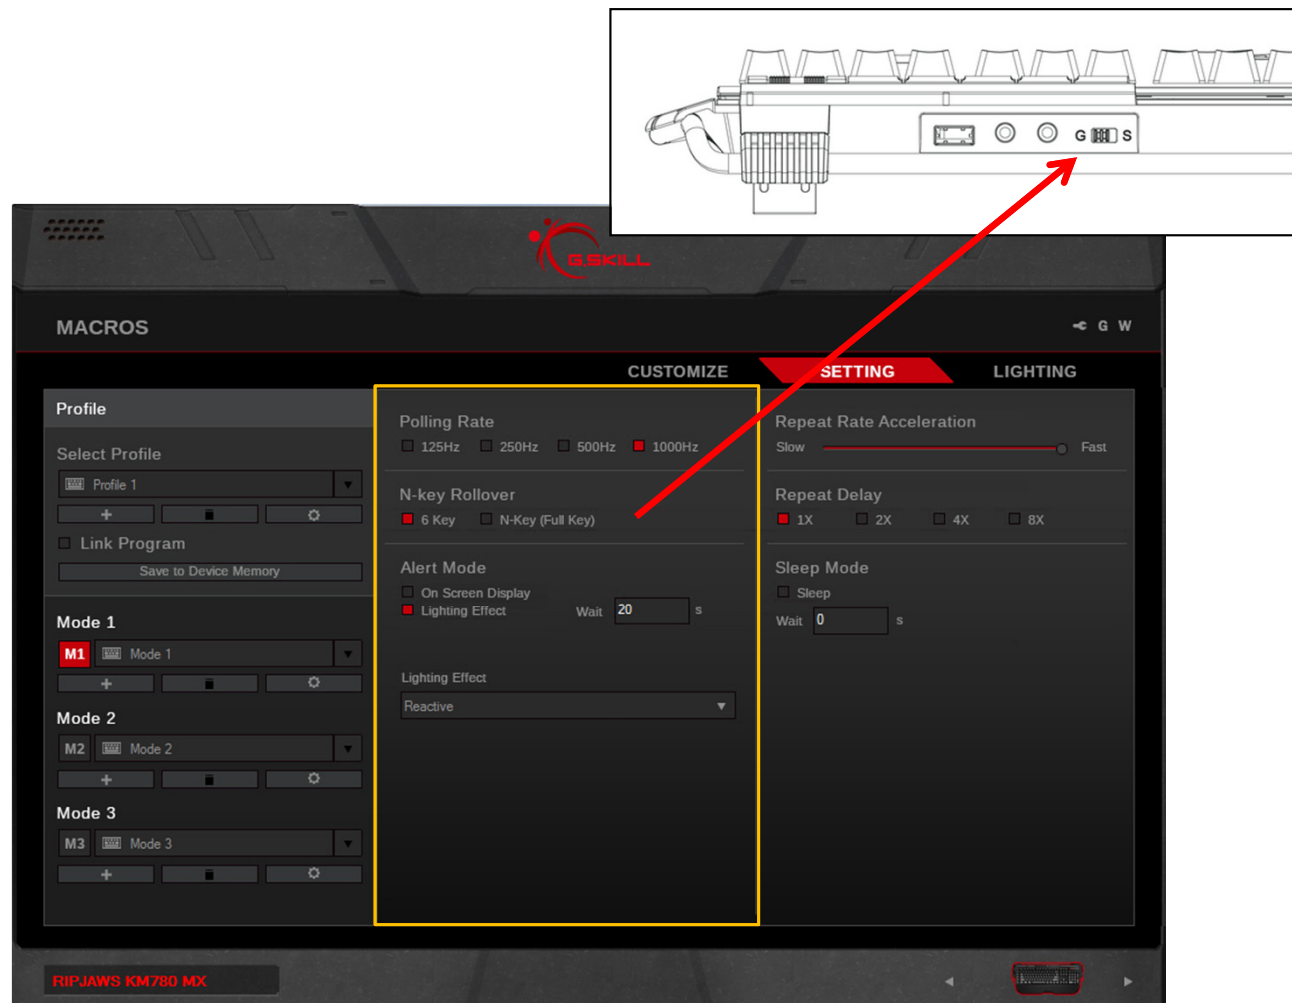 G S
G.SKILL
MACROS
G W
CUSTOMIZE SETTING LIGHTING
Profile
Select Profile
Profile 1
Link Program
Save to Device Memory
Mode 1
M1 Mode 1
Mode 2
M2 Mode 2
Mode 3
M3 Mode 3
Polling Rate
125Hz 250Hz 500Hz 1000Hz
N-key Rollover
6 Key N-Key (Full Key)
Alert Mode
On Screen Display
Lighting Effect Wait 20 s
Lighting Effect
Reactive
Repeat Rate Acceleration
Slow Fast
Repeat Delay
1X 2X 4X 8X
Sleep Mode
Sleep
Wait 0 s
RIPJAWS KM780 MX